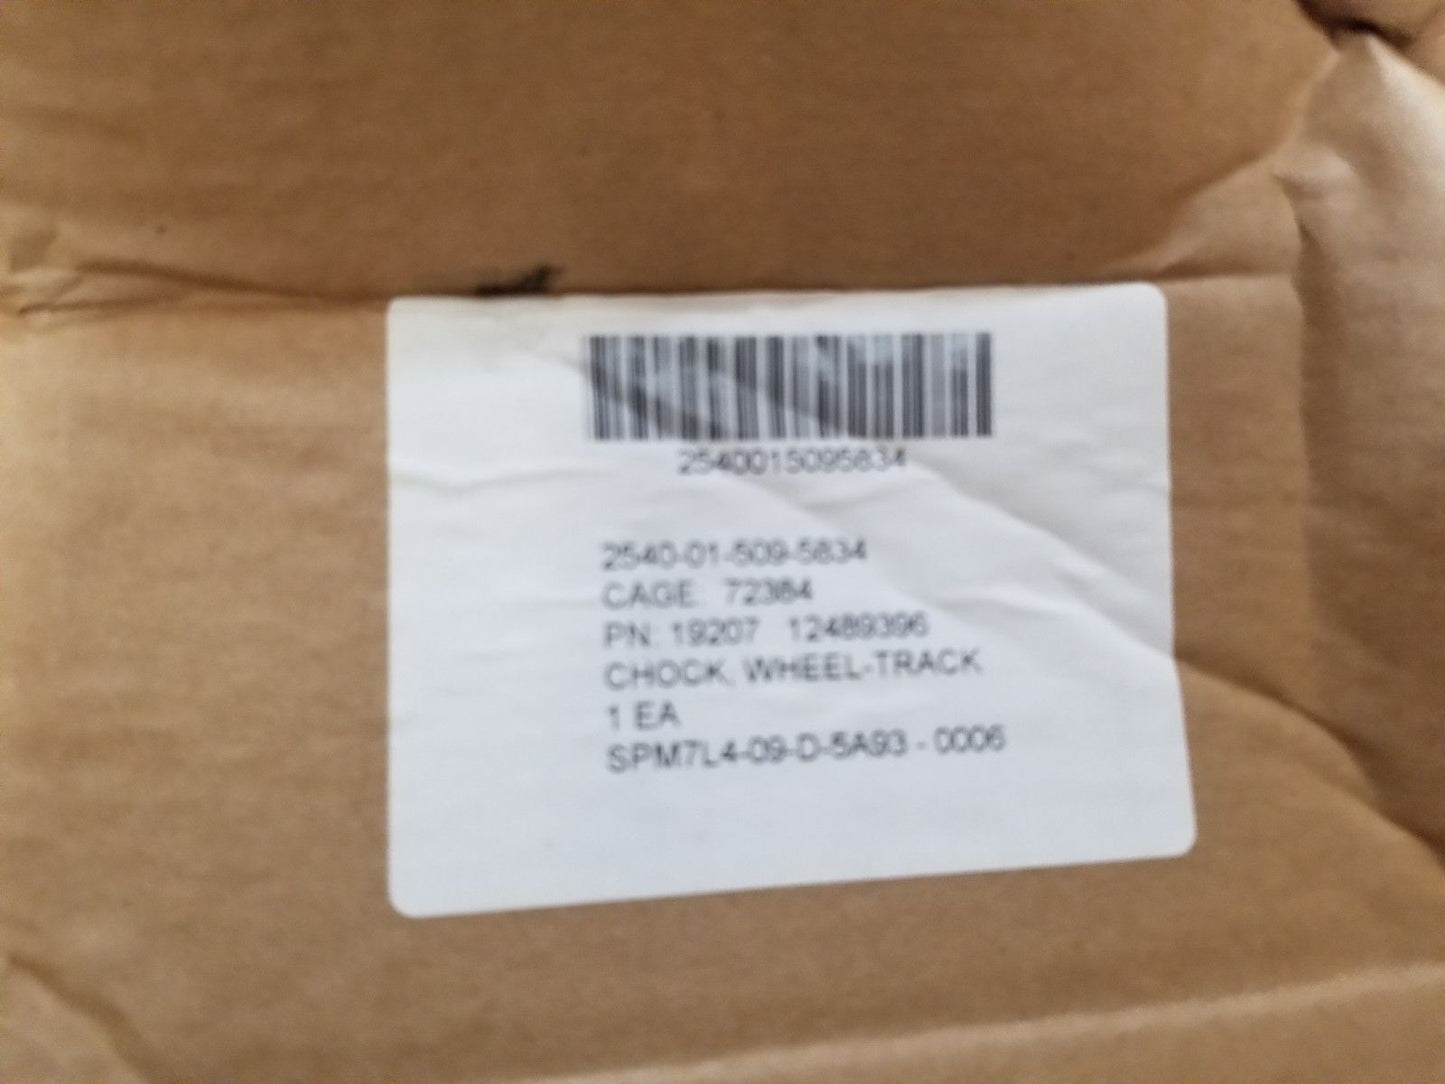 2540015095834
2540-01-509-5834
CAGE: 72384
PN: 19207 12489396
CHOCK, WHEEL-TRACK
1 EA
SPM7L4-09-D-5A93 - 0006